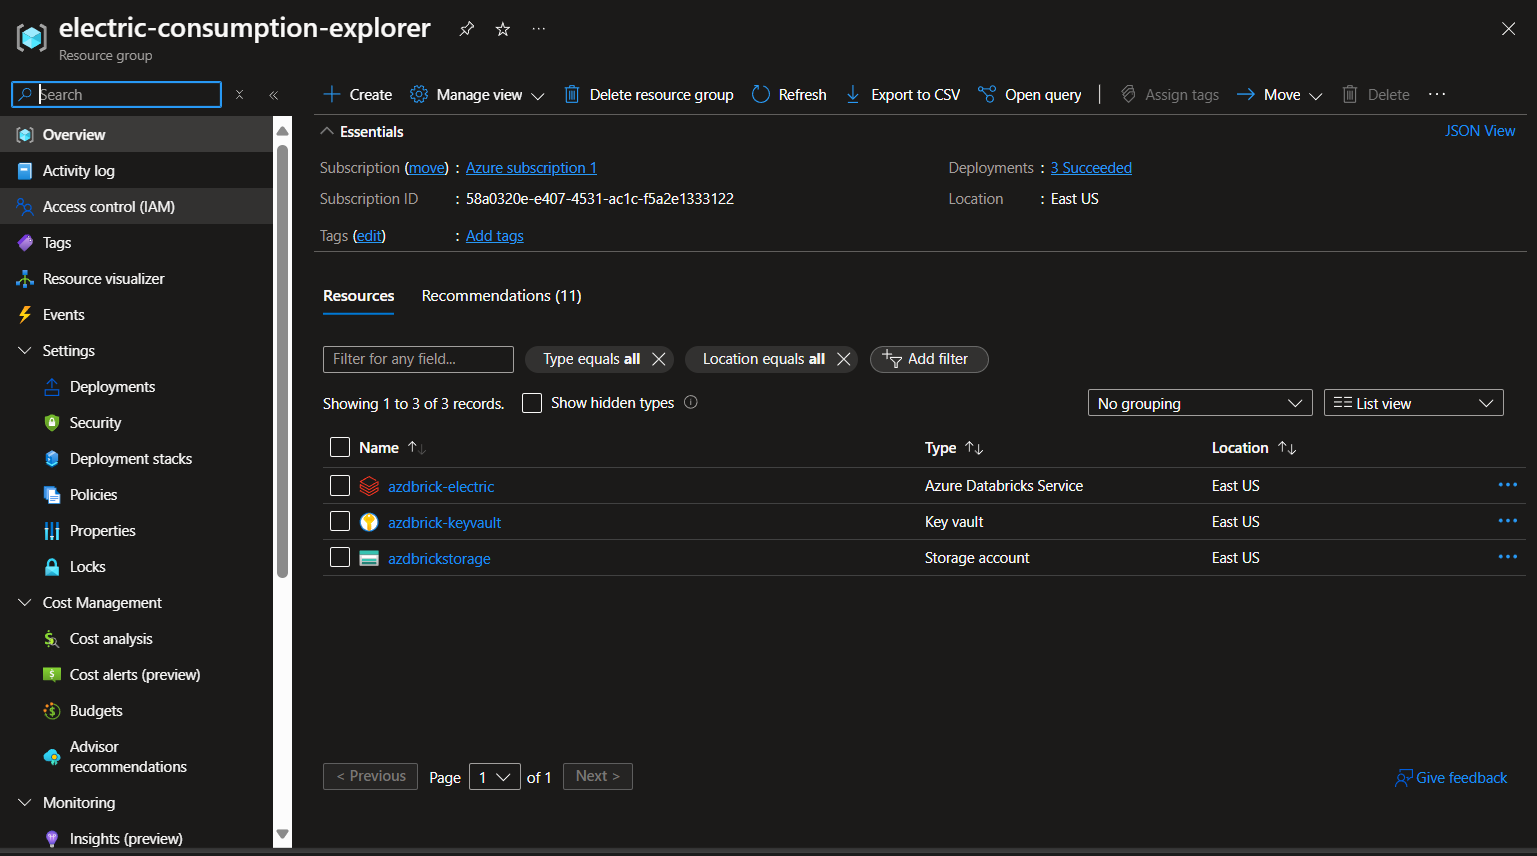 electric-consumption-explorer
Resource group
Search
Overview
Activity log
Access control (IAM)
Tags
Resource visualizer
Events
Settings
Deployments
Security
Deployment stacks
Policies
Properties
Locks
Cost Management
Cost analysis
Cost alerts (preview)
Budgets
Advisor
recommendations
Monitoring
Insights (preview)
Create Manage view Delete resource group Refresh Export to CSV Open query Assign tags Move Delete
Essentials JSON View
Subscription (move) : Azure subscription 1 Deployments : 3 Succeeded
Subscription ID : 58a0320e-e407-4531-ac1c-f5a2e1333122 Location : East US
Tags (edit) : Add tags
Resources Recommendations (11)
Filter for any field... Type equals all Location equals all Add filter
Showing 1 to 3 of 3 records. Show hidden types No grouping List view
Name Type Location
azdbrick-electric Azure Databricks Service East US
azdbrick-keyvault Key vault East US
azdbrickstorage Storage account East US
< Previous Page 1 of 1 Next > Give feedback